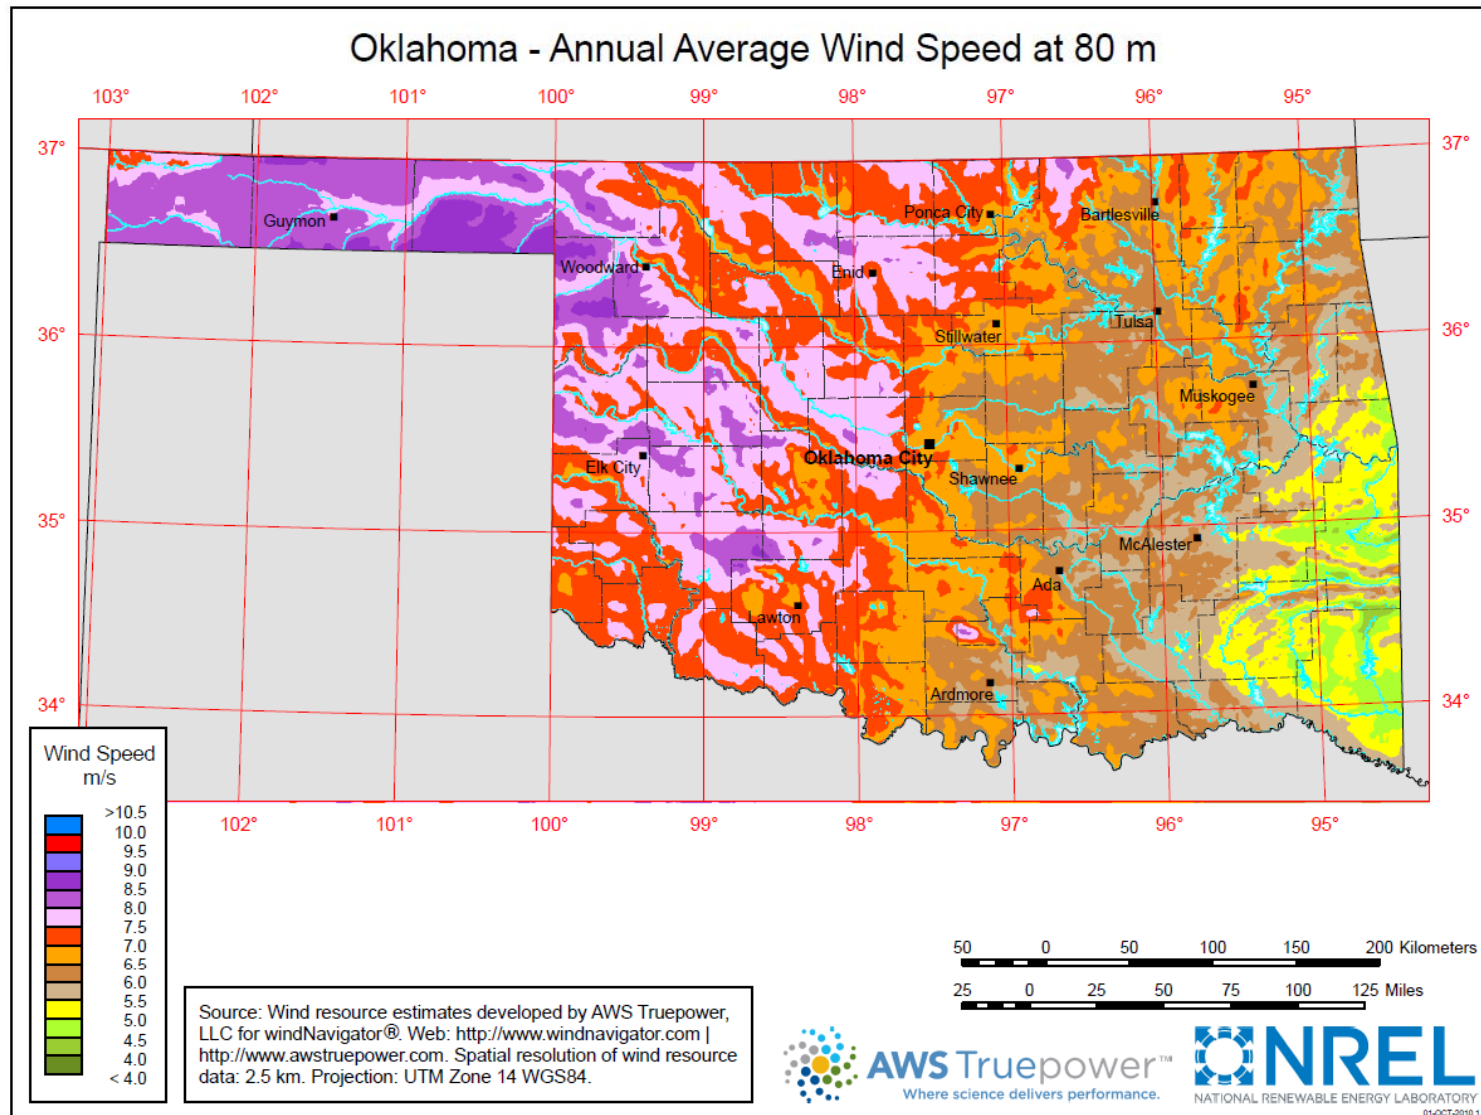 Oklahoma - Annual Average Wind Speed at 80 m
103° 102° 101° 100° 99° 98° 97° 96° 95°
37° 37°
Ponca City
Bartlesville
Guymon
Woodward
Enid
36° 36°
Stillwater
Tulsa
Muskogee
Oklahoma City
Elk City
Shawnee
35° 35°
McAlester
Ada
Lawton
Ardmore
34° 34°
102° 101° 100° 99° 98° 97° 96° 95°
Wind Speed
m/s
>10.5
10.0
9.5
9.0
8.5
8.0
7.5
7.0
6.5
6.0
5.5
5.0
4.5
4.0
< 4.0
50 0 50 100 150 200 Kilometers
25 0 25 50 75 100 125 Miles
Source: Wind resource estimates developed by AWS Truepower,
LLC for windNavigator®. Web: http://www.windnavigator.com |
http://www.awstruepower.com. Spatial resolution of wind resource
data: 2.5 km. Projection: UTM Zone 14 WGS84.
AWS Truepower™
Where science delivers performance.
NREL
NATIONAL RENEWABLE ENERGY LABORATORY